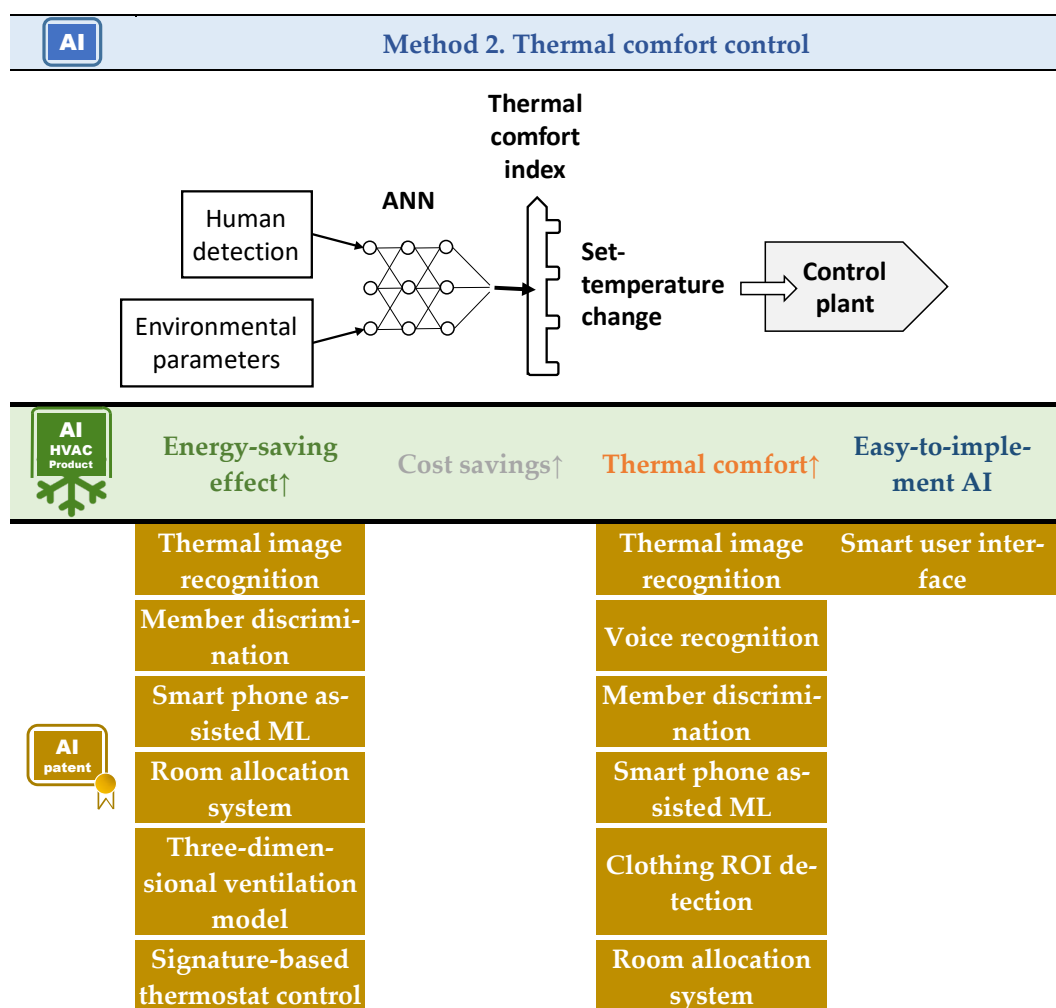 AI
Method 2. Thermal comfort control
Thermal
comfort
index
ANN
Human
detection
Environmental
parameters
Set-
temperature
change
Control
plant
AI
HVAC
Product
Energy-saving
effect↑
Cost savings↑
Thermal comfort↑
Easy-to-imple-
ment AI
Thermal image
recognition
Thermal image
recognition
Smart user inter-
face
Member discrimi-
nation
Voice recognition
Smart phone as-
sisted ML
Member discrimi-
nation
AI
patent
Room allocation
system
Smart phone as-
sisted ML
Three-dimen-
sional ventilation
model
Clothing ROI de-
tection
Signature-based
thermostat control
Room allocation
system